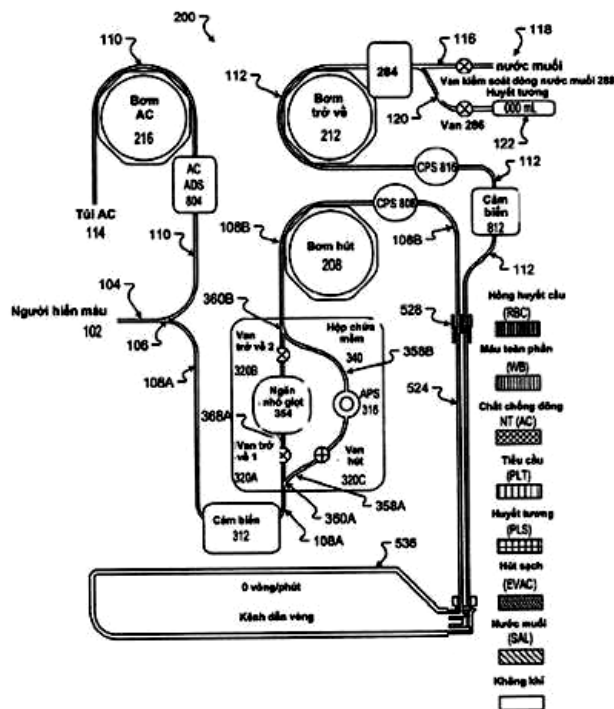 200
110
Bơm
AC
216
AC
ADS
804
Túi AC
114
110
104
Người hiến máu
102
106
108A
112
Bơm
trở về
212
284
116
118
nước muối
Van kiểm soát dòng nước muối 288
Huyết tương
000 mL
120
Van 286
122
CPS 816
112
Cảm
biến
812
112
108B
CPS 808
108B
Bơm hút
208
360B
Van
trở về 2
320B
Hộp chứa
mềm
340
358B
Ngăn
nhỏ giọt
354
APS
316
368A
Van trở
về 1
320A
Van
hút
320C
358A
360A
108A
Cảm biến
312
528
524
536
0 vòng/phút
Kênh dẫn vòng
Hồng huyết cầu
(RBC)
Máu toàn phần
(WB)
Chất chống đông
NT (AC)
Tiểu cầu
(PLT)
Huyết tương
(PLS)
Hút sạch
(EVAC)
Nước muối
(SAL)
Không khí